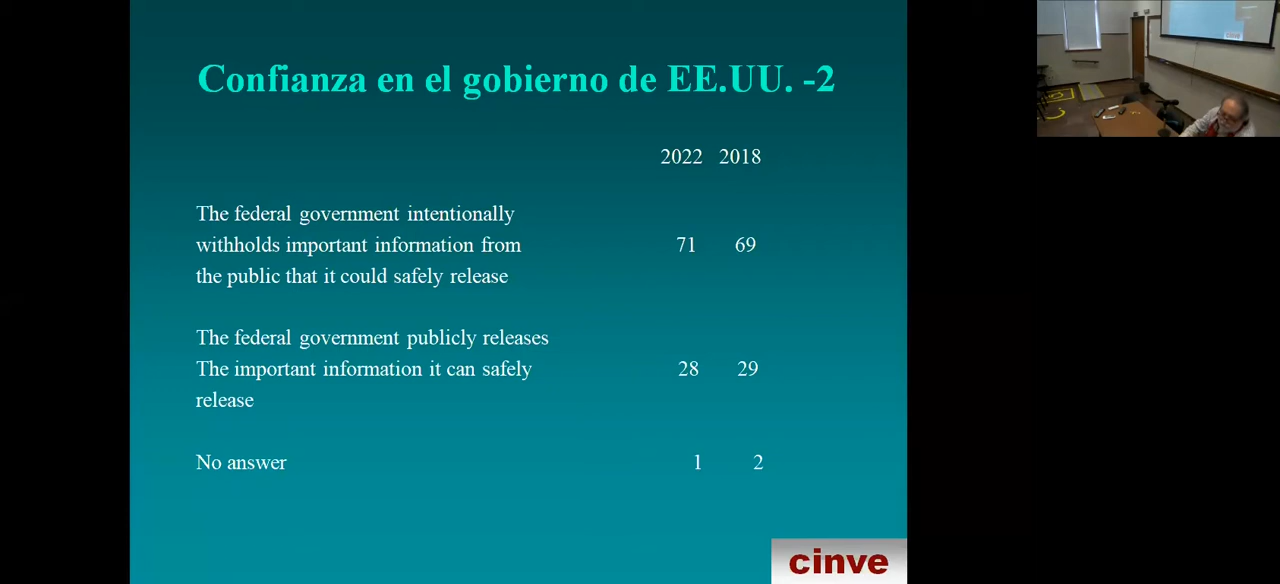 Confianza en el gobierno de EE.UU. -2
2022 2018
The federal government intentionally
withholds important information from 71 69
the public that it could safely release
The federal government publicly releases
The important information it can safely 28 29
release
No answer 1 2
cinve